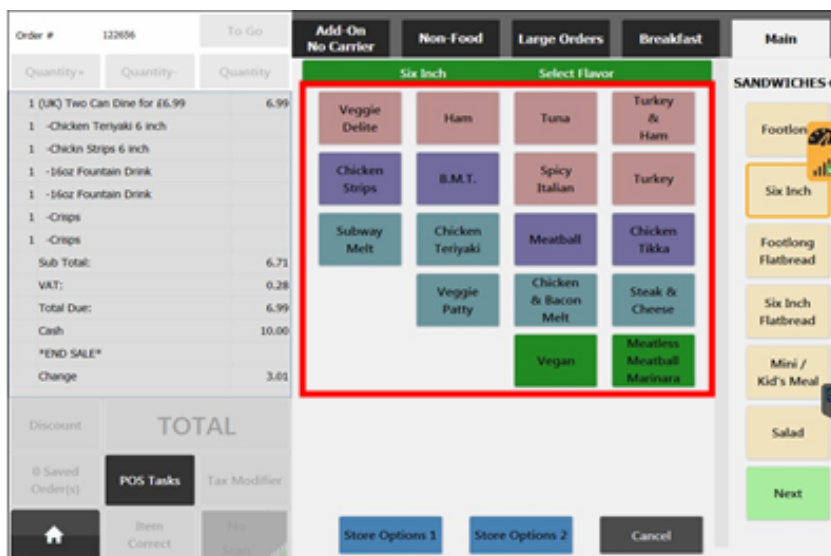 Order # 122656 To Go
Quantity+ Quantity- Quantity
1 (UK) Two Can Dine for £6.99 6.99
1 -Chicken Teriyaki 6 inch
1 -Chickn Strips 6 inch
1 -16oz Fountain Drink
1 -16oz Fountain Drink
1 -Crisps
1 -Crisps
Sub Total: 6.71
VAT: 0.28
Total Due: 6.99
Cash 10.00
*END SALE*
Change 3.01
Discount TOTAL
0 Saved
Order(s)
POS Tasks
Tax Modifier
Item
Correct
No
Add-On
No Carrier
Non-Food
Large Orders
Breakfast
Main
Six Inch Select Flavor
Veggie
Delite
Ham
Tuna
Turkey
&
Ham
Chicken
Strips
B.M.T.
Spicy
Italian
Turkey
Subway
Melt
Chicken
Teriyaki
Meatball
Chicken
Tikka
Veggie
Patty
Chicken
& Bacon
Melt
Steak &
Cheese
Vegan
Meatless
Meatball
Marinara
Store Options 1
Store Options 2
Cancel
SANDWICHES
Footlong
Six Inch
Footlong
Flatbread
Six Inch
Flatbread
Mini /
Kid's Meal
Salad
Next